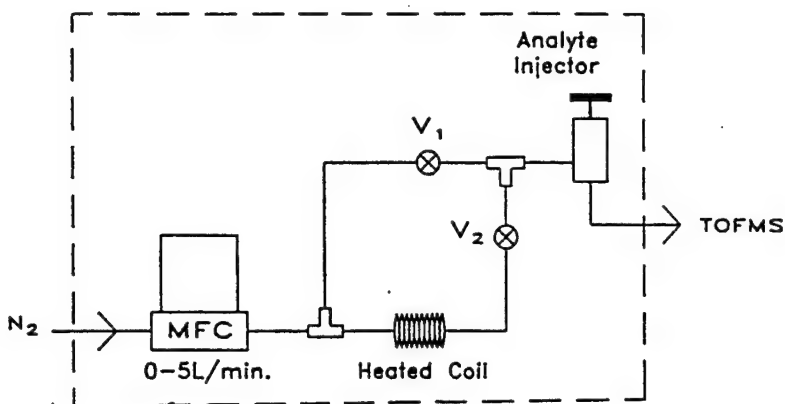 Analyte
Injector
V₁
V₂
TOFMS
N₂
MFC
0-5L/min.
Heated Coil